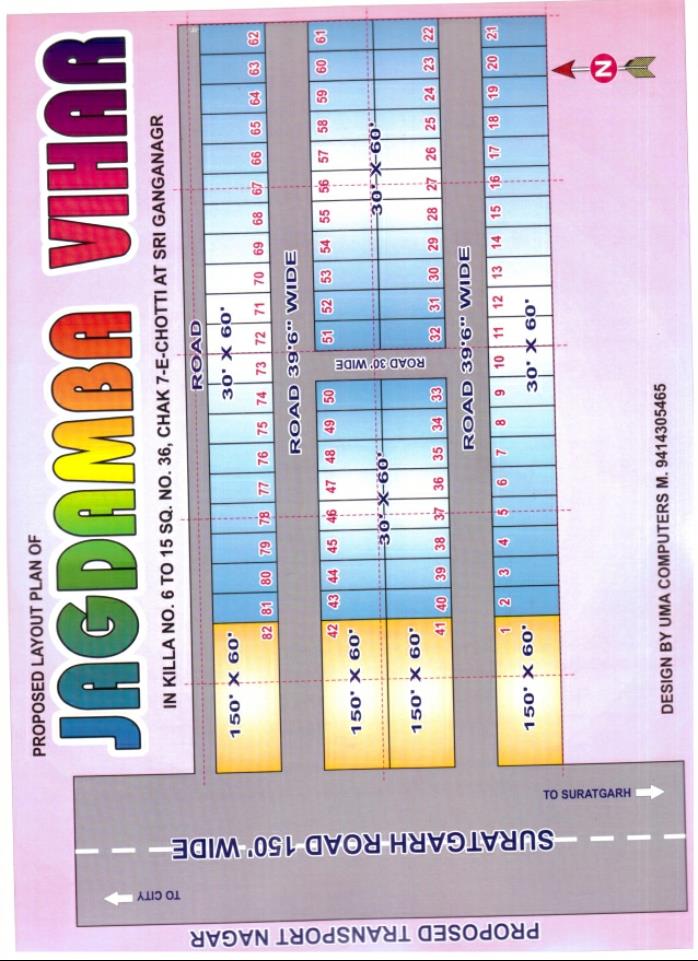 PROPOSED LAYOUT PLAN OF
JAGDAMBA VIHAR
IN KILLA NO. 6 TO 15 SQ. NO. 36, CHAK 7-E-CHOTTI AT SRI GANGANAGR
ROAD
150' X 60'
30' X 60'
82 81 80 79 78 77 76 75 74 73 72 71 70 69 68 67 66 65 64 63 62
ROAD 39'6" WIDE
42 43 44 45 46 47 48 49 50
51 52 53 54 55 56 57 58 59 60 61
150' X 60'
150' X 60'
30' X 60'
ROAD 30' WIDE
30' X 60'
41 40 39 38 37 36 35 34 33
32 31 30 29 28 27 26 25 24 23 22
ROAD 39'6" WIDE
1 2 3 4 5 6 7 8 9 10 11 12 13 14 15 16 17 18 19 20 21
150' X 60'
30' X 60'
N
SURATGARH ROAD 150' WIDE
TO CITY
TO SURATGARH
PROPOSED TRANSPORT NAGAR
DESIGN BY UMA COMPUTERS M. 9414305465